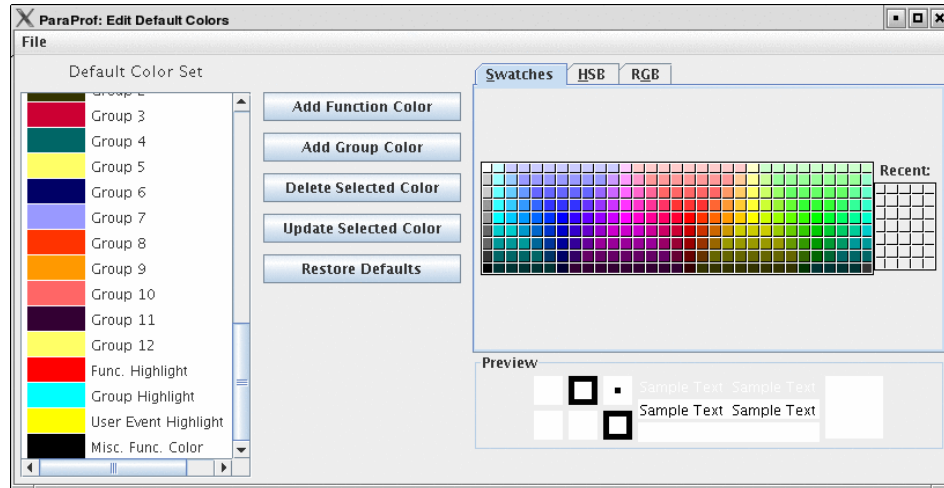 ParaProf: Edit Default Colors
File
Default Color Set
Group 2
Group 3
Group 4
Group 5
Group 6
Group 7
Group 8
Group 9
Group 10
Group 11
Group 12
Func. Highlight
Group Highlight
User Event Highlight
Misc. Func. Color
Add Function Color
Add Group Color
Delete Selected Color
Update Selected Color
Restore Defaults
Swatches HSB RGB
Recent:
Preview
Sample Text Sample Text
Sample Text Sample Text